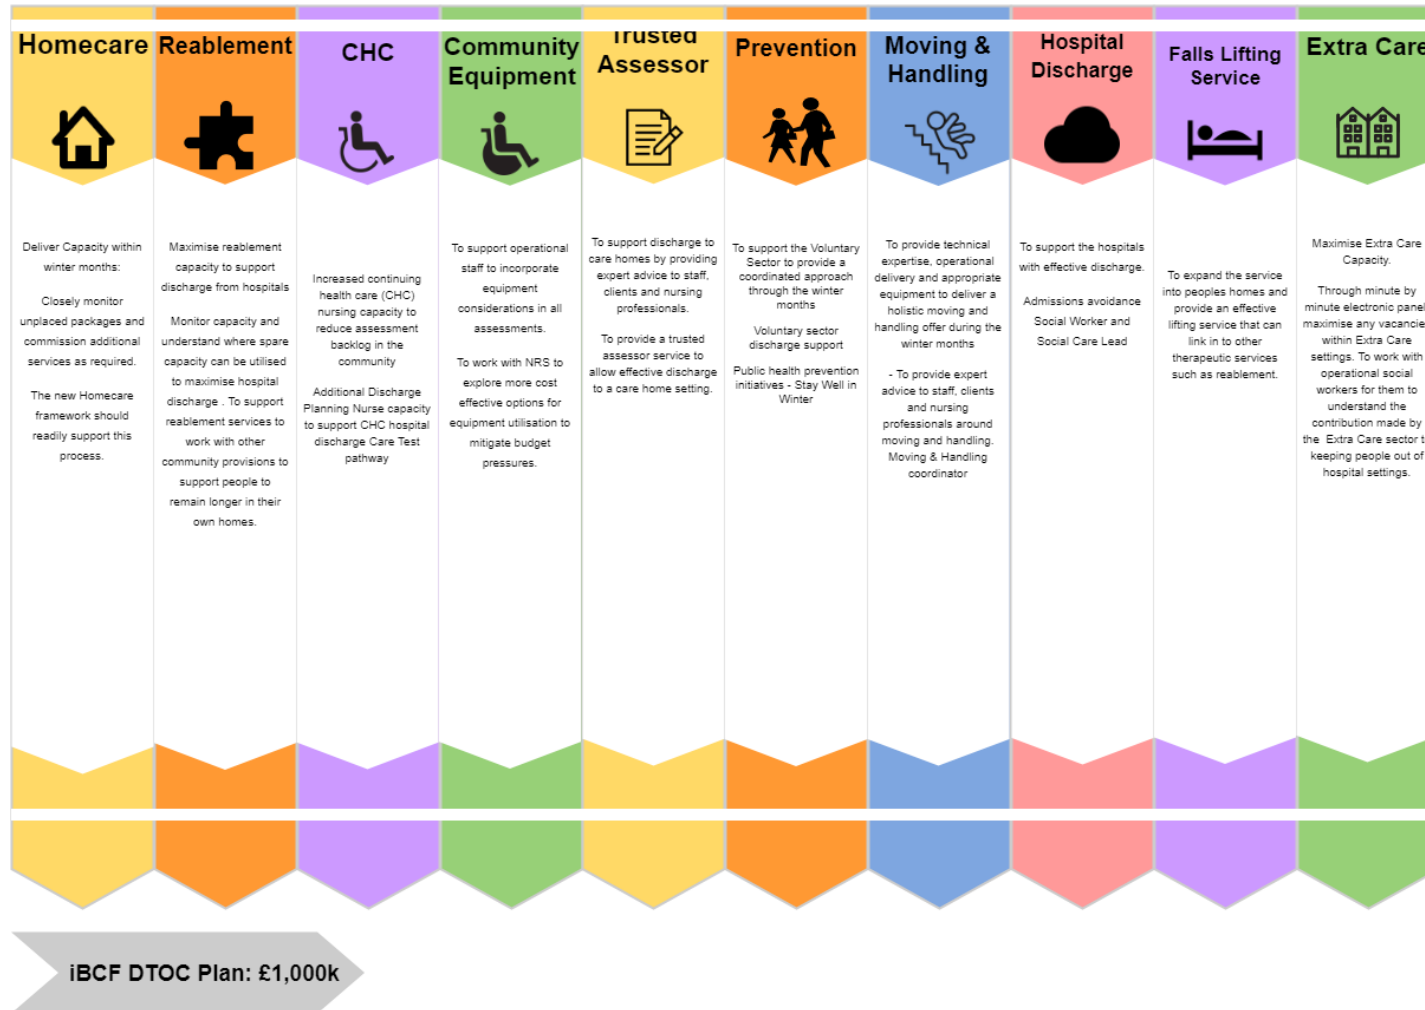 Homecare
Deliver Capacity within
winter months:
Closely monitor
unplaced packages and
commission additional
services as required.
The new Homecare
framework should
readily support this
process.
Reablement
Maximise reablement
capacity to support
discharge from hospitals
Monitor capacity and
understand where spare
capacity can be utilised
to maximise hospital
discharge . To support
reablement services to
work with other
community provisions to
support people to
remain longer in their
own homes.
CHC
Increased continuing
health care (CHC)
nursing capacity to
reduce assessment
backlog in the
community
Additional Discharge
Planning Nurse capacity
to support CHC hospital
discharge Care Test
pathway
Community
Equipment
To support operational
staff to incorporate
equipment
considerations in all
assessments.
To work with NRS to
explore more cost
effective options for
equipment utilisation to
mitigate budget
pressures.
Trusted
Assessor
To support discharge to
care homes by providing
expert advice to staff,
clients and nursing
professionals.
To provide a trusted
assessor service to
allow effective discharge
to a care home setting.
Prevention
To support the Voluntary
Sector to provide a
coordinated approach
through the winter
months
Voluntary sector
discharge support
Public health prevention
initiatives - Stay Well in
Winter
Moving &
Handling
To provide technical
expertise, operational
delivery and appropriate
equipment to deliver a
holistic moving and
handling offer during the
winter months
- To provide expert
advice to staff, clients
and nursing
professionals around
moving and handling.
Moving & Handling
coordinator
Hospital
Discharge
To support the hospitals
with effective discharge.
Admissions avoidance
Social Worker and
Social Care Lead
Falls Lifting
Service
To expand the service
into peoples homes and
provide an effective
lifting service that can
link in to other
therapeutic services
such as reablement.
Extra Care
Maximise Extra Care
Capacity.
Through minute by
minute electronic panel
maximise any vacancie
within Extra Care
settings. To work with
operational social
workers for them to
understand the
contribution made by
the Extra Care sector t
keeping people out of
hospital settings.
iBCF DTOC Plan: £1,000k